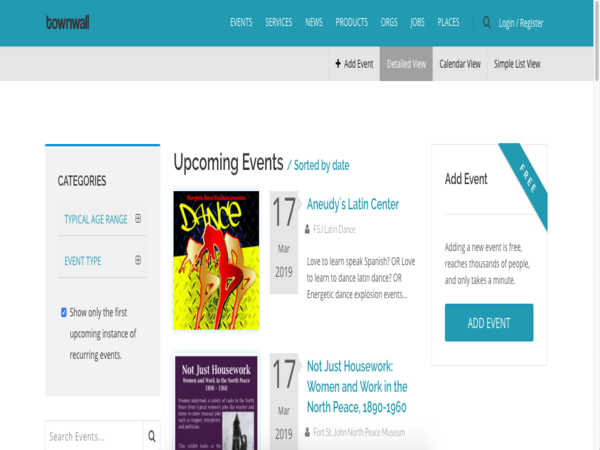 townwall
EVENTS SERVICES NEWS PRODUCTS ORGS JOBS PLACES Login / Register
Add Event Detailed View Calendar View Simple List View
CATEGORIES
TYPICAL AGE RANGE
EVENT TYPE
Show only the first
upcoming instance of
recurring events.
Search Events...
Upcoming Events / Sorted by date
DANCE
17
Mar
2019
Aneudy's Latin Center
FSJ Latin Dance
Love to learn speak Spanish? OR Love
to learn to dance latin dance? OR
Energetic dance explosion events...
Not Just Housework
Women and Work in the North Peace
1890 - 1960
17
Mar
2019
Not Just Housework:
Women and Work in the
North Peace, 1890-1960
Fort St. John North Peace Museum
Add Event
FREE
Adding a new event is free,
reaches thousands of people,
and only takes a minute.
ADD EVENT